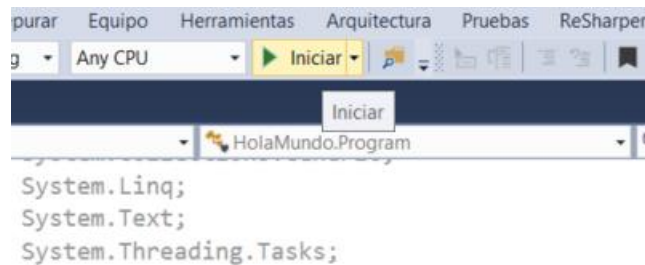 purar Equipo Herramientas Arquitectura Pruebas ReSharper
g Any CPU Iniciar
Iniciar
HolaMundo.Program
System.Linq;
System.Text;
System.Threading.Tasks;